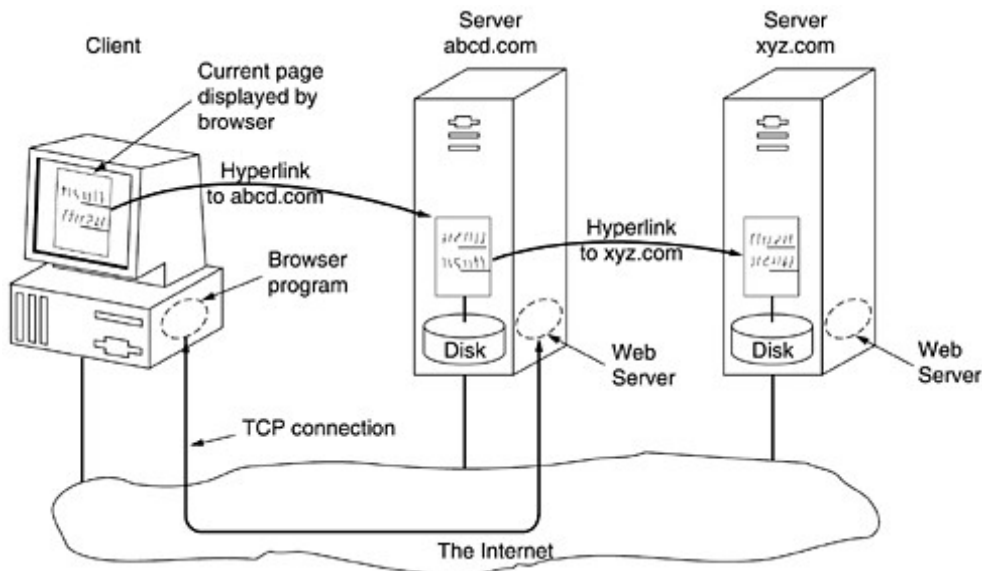 Client
Server
abcd.com
Server
xyz.com
Current page
displayed by
browser
Hyperlink
to abcd.com
Hyperlink
to xyz.com
Browser
program
Disk
Web
Server
Disk
Web
Server
TCP connection
The Internet